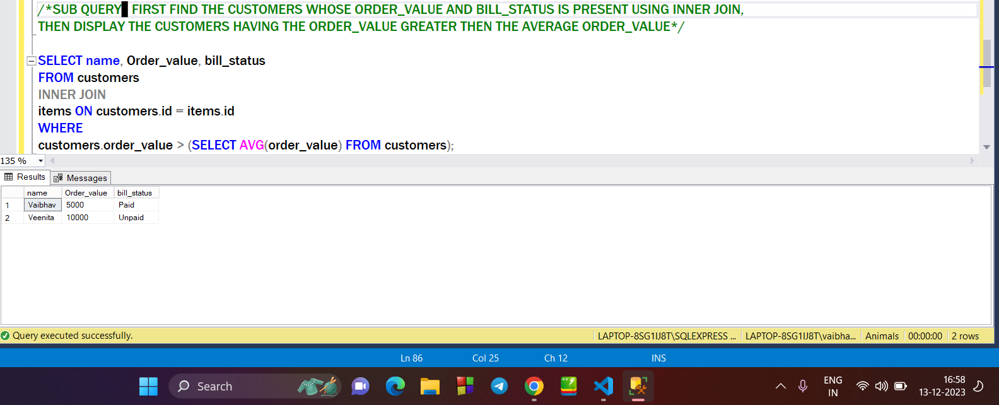 /*SUB QUERY FIRST FIND THE CUSTOMERS WHOSE ORDER_VALUE AND BILL_STATUS IS PRESENT USING INNER JOIN,
THEN DISPLAY THE CUSTOMERS HAVING THE ORDER_VALUE GREATER THEN THE AVERAGE ORDER_VALUE*/
SELECT name, Order_value, bill_status
FROM customers
INNER JOIN
items ON customers.id = items.id
WHERE
customers.order_value > (SELECT AVG(order_value) FROM customers);
135 %
Results Messages
name Order_value bill_status
1 Vaibhav 5000 Paid
2 Veenita 10000 Unpaid
Query executed successfully. LAPTOP-8SG1IJ8T\SQLEXPRESS ... LAPTOP-8SG1IJ8T\vaibha... Animals 00:00:00 2 rows
Ln 86 Col 25 Ch 12 INS
Search ENG 16:58
IN 13-12-2023